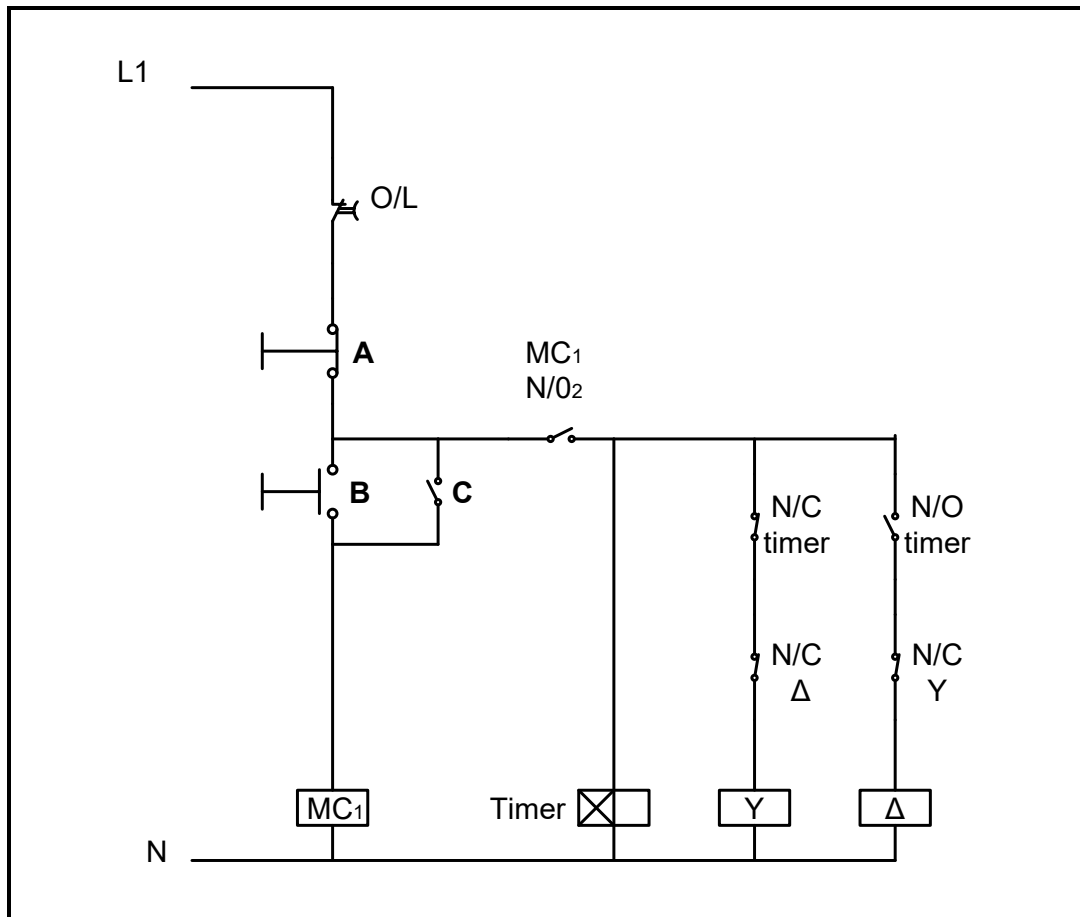 L1
O/L
A
MC₁
N/0₂
B
C
N/C
timer
N/O
timer
N/C
Δ
N/C
Y
MC₁
Timer
Y
Δ
N